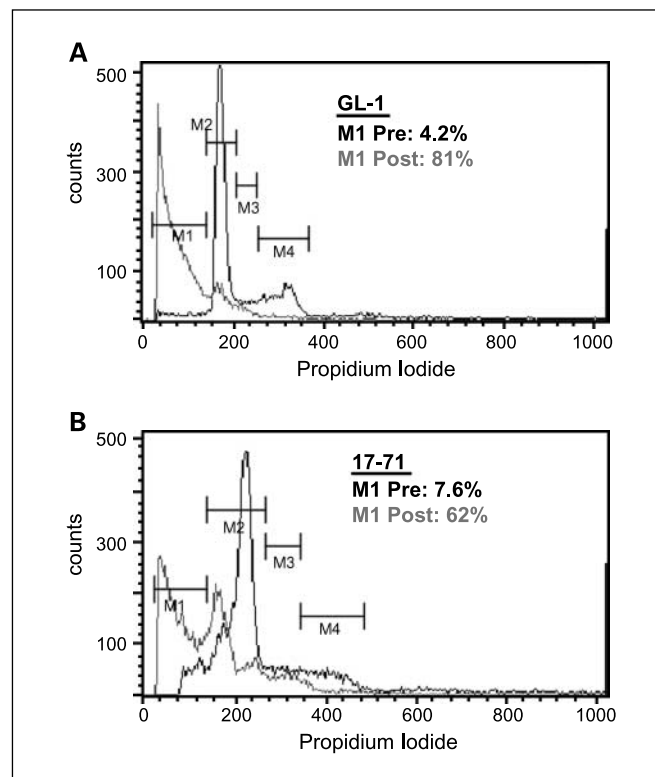 A
500
300
100
counts
M1
M2
M3
M4
GL-1
M1 Pre: 4.2%
M1 Post: 81%
0 200 400 600 800 1000
Propidium Iodide
B
500
300
100
counts
M1
M2
M3
M4
17-71
M1 Pre: 7.6%
M1 Post: 62%
0 200 400 600 800 1000
Propidium Iodide